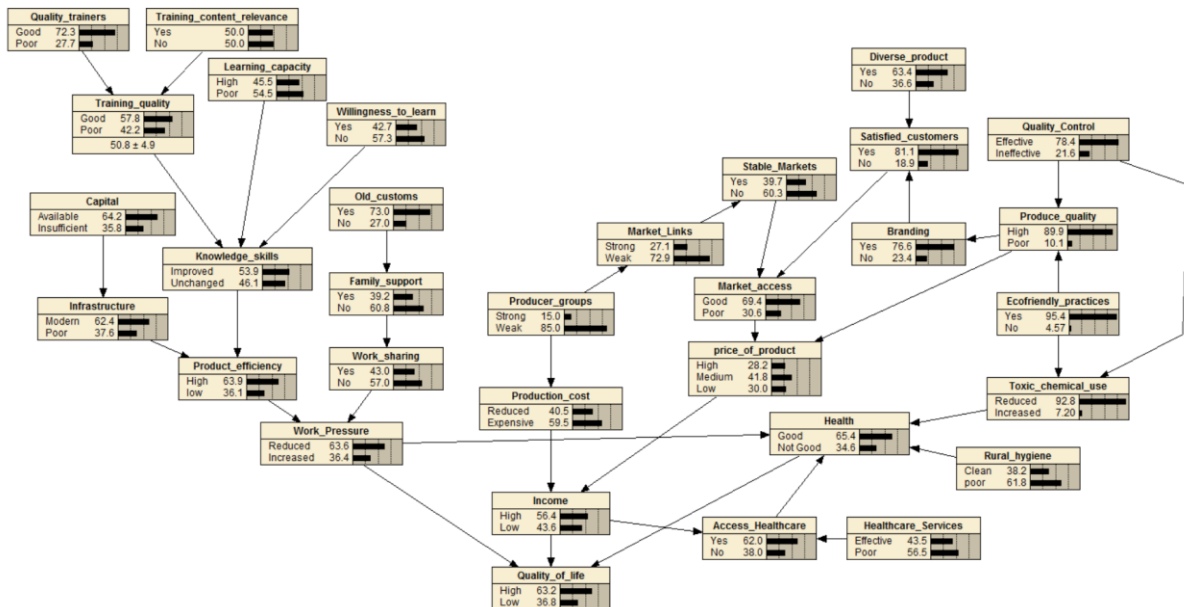 Quality_trainers
Good 72.3
Poor 27.7
Training_content_relevance
Yes 50.0
No 50.0
Learning_capacity
High 45.5
Poor 54.5
Training_quality
Good 57.8
Poor 42.2
50.8 ± 4.9
Willingness_to_learn
Yes 42.7
No 57.3
Capital
Available 64.2
Insufficient 35.8
Old_customs
Yes 73.0
No 27.0
Knowledge_skills
Improved 53.9
Unchanged 46.1
Family_support
Yes 39.2
No 60.8
Infrastructure
Modern 62.4
Poor 37.6
Product_efficiency
High 63.9
low 36.1
Work_sharing
Yes 43.0
No 57.0
Work_Pressure
Reduced 63.6
Increased 36.4
Diverse_product
Yes 63.4
No 36.6
Satisfied_customers
Yes 81.1
No 18.9
Quality_Control
Effective 78.4
Ineffective 21.6
Stable_Markets
Yes 39.7
No 60.3
Market_Links
Strong 27.1
Weak 72.9
Branding
Yes 76.6
No 23.4
Produce_quality
High 89.9
Poor 10.1
Producer_groups
Strong 15.0
Weak 85.0
Market_access
Good 69.4
Poor 30.6
Ecofriendly_practices
Yes 95.4
No 4.57
price_of_product
High 28.2
Medium 41.8
Low 30.0
Production_cost
Reduced 40.5
Expensive 59.5
Toxic_chemical_use
Reduced 92.8
Increased 7.20
Health
Good 65.4
Not Good 34.6
Rural_hygiene
Clean 38.2
poor 61.8
Income
High 56.4
Low 43.6
Access_Healthcare
Yes 62.0
No 38.0
Healthcare_Services
Effective 43.5
Poor 56.5
Quality_of_life
High 63.2
Low 36.8